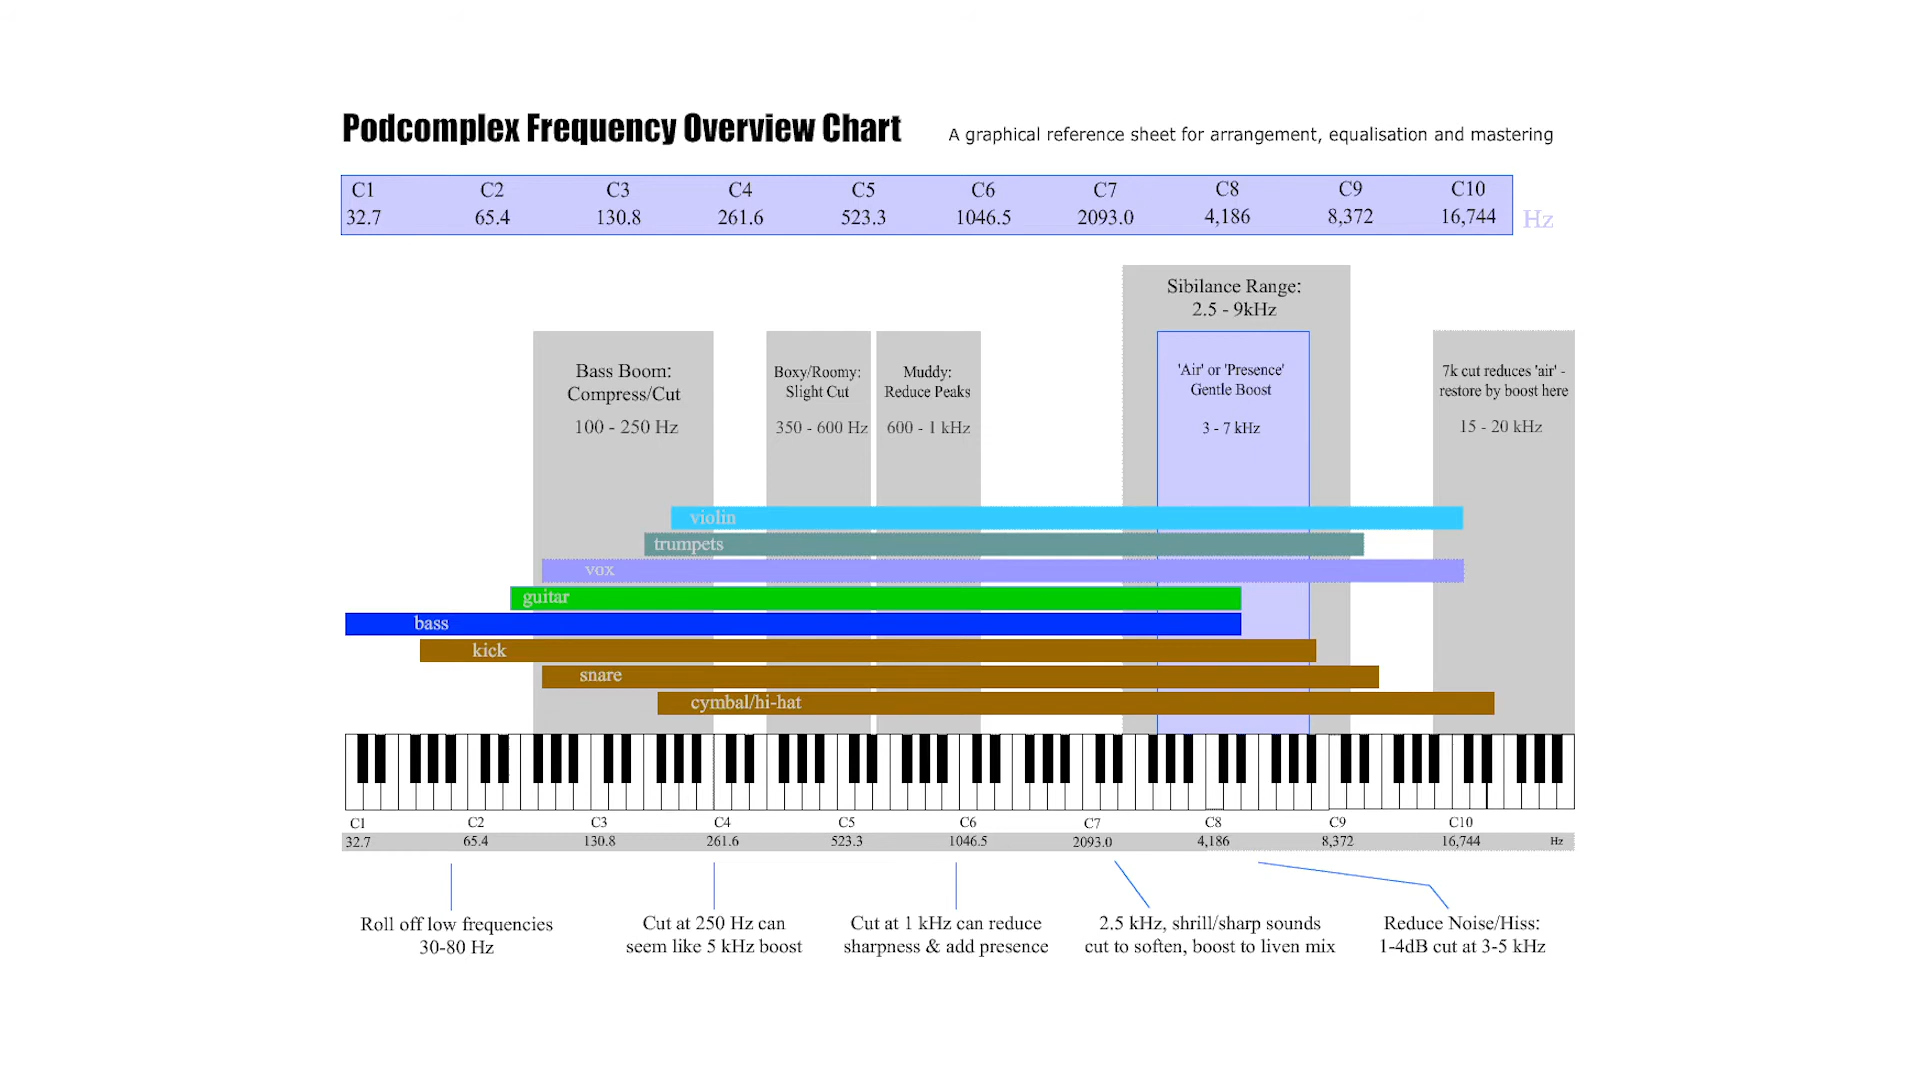 Podcomplex Frequency Overview Chart
A graphical reference sheet for arrangement, equalisation and mastering
C1 C2 C3 C4 C5 C6 C7 C8 C9 C10
32.7 65.4 130.8 261.6 523.3 1046.5 2093.0 4,186 8,372 16,744 Hz
Sibilance Range:
2.5 - 9kHz
Bass Boom:
Compress/Cut
100 - 250 Hz
Boxy/Roomy:
Slight Cut
350 - 600 Hz
Muddy:
Reduce Peaks
600 - 1 kHz
'Air' or 'Presence'
Gentle Boost
3 - 7 kHz
7k cut reduces 'air' -
restore by boost here
15 - 20 kHz
violin
trumpets
vox
guitar
bass
kick
snare
cymbal/hi-hat
C1 C2 C3 C4 C5 C6 C7 C8 C9 C10
32.7 65.4 130.8 261.6 523.3 1046.5 2093.0 4,186 8,372 16,744 Hz
Roll off low frequencies
30-80 Hz
Cut at 250 Hz can
seem like 5 kHz boost
Cut at 1 kHz can reduce
sharpness & add presence
2.5 kHz, shrill/sharp sounds
cut to soften, boost to liven mix
Reduce Noise/Hiss:
1-4dB cut at 3-5 kHz